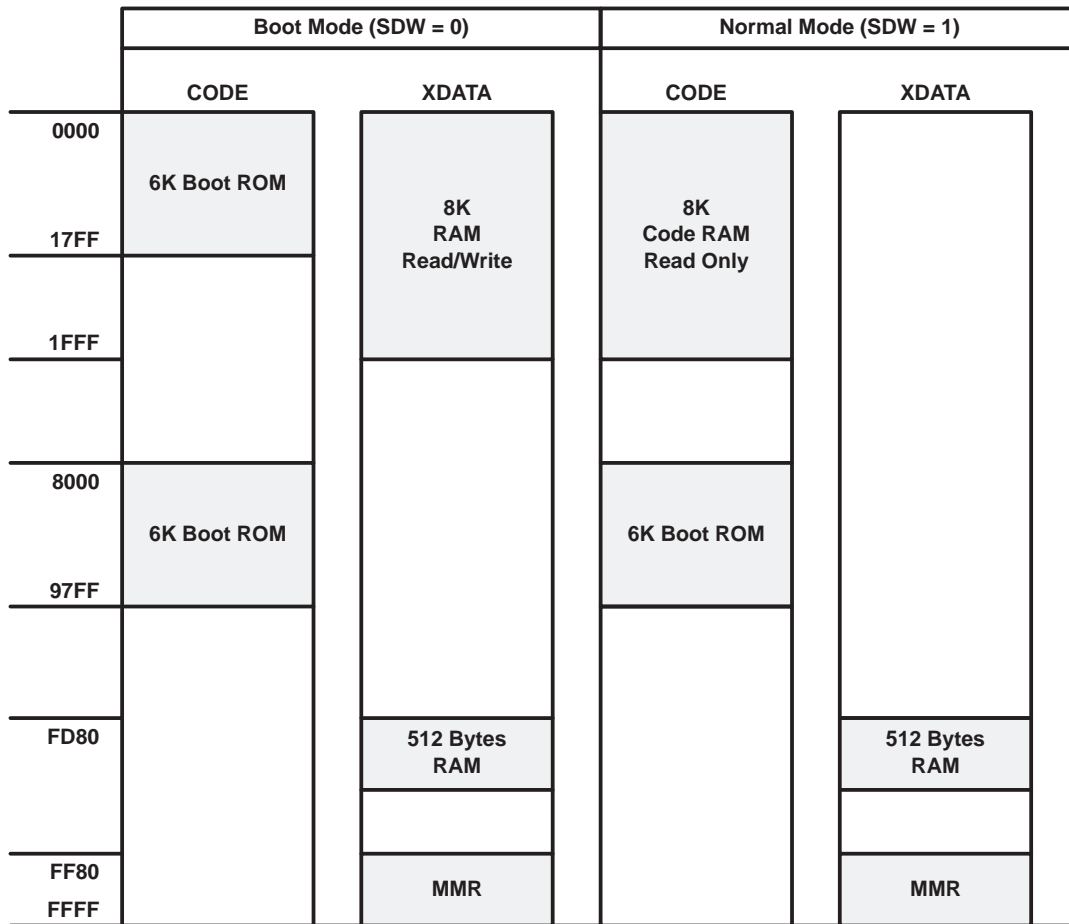 Boot Mode (SDW = 0)
Normal Mode (SDW = 1)
CODE
XDATA
CODE
XDATA
0000
6K Boot ROM
17FF
8K
RAM
Read/Write
8K
Code RAM
Read Only
1FFF
8000
6K Boot ROM
6K Boot ROM
97FF
FD80
512 Bytes
RAM
512 Bytes
RAM
FF80
MMR
MMR
FFFF